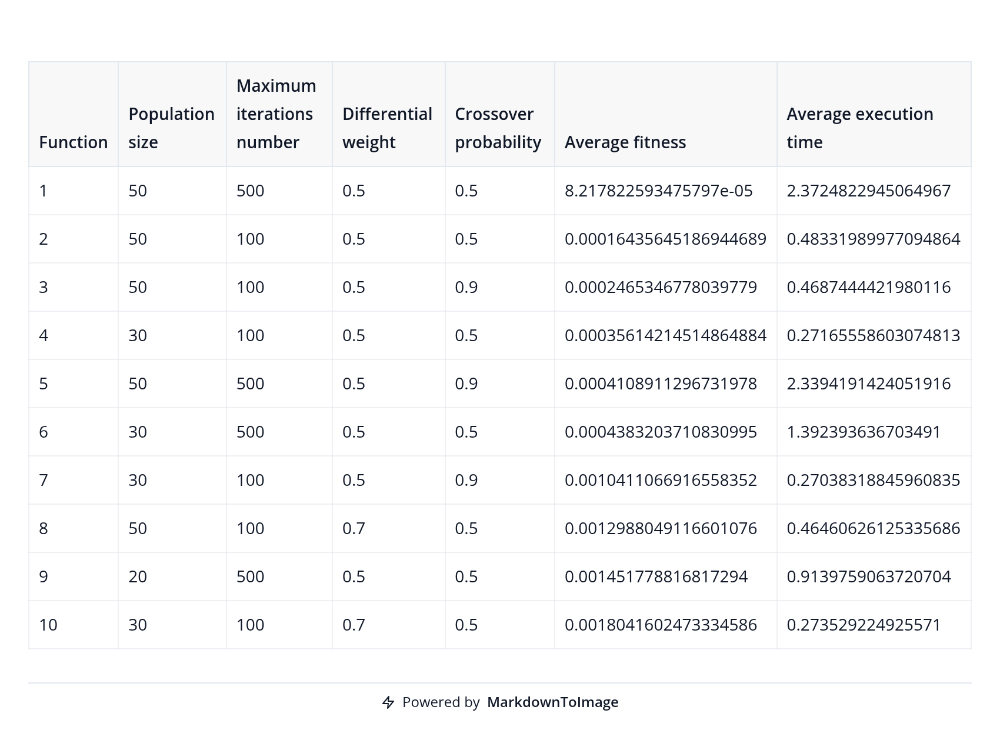 Function | Population size | Maximum iterations number | Differential weight | Crossover probability | Average fitness | Average execution time
1 | 50 | 500 | 0.5 | 0.5 | 8.217822593475797e-05 | 2.3724822945064967
2 | 50 | 100 | 0.5 | 0.5 | 0.00016435645186944689 | 0.48331989977094864
3 | 50 | 100 | 0.5 | 0.9 | 0.0002465346778039779 | 0.4687444421980116
4 | 30 | 100 | 0.5 | 0.5 | 0.00035614214514864884 | 0.27165558603074813
5 | 50 | 500 | 0.5 | 0.9 | 0.0004108911296731978 | 2.3394191424051916
6 | 30 | 500 | 0.5 | 0.5 | 0.0004383203710830995 | 1.392393636703491
7 | 30 | 100 | 0.5 | 0.9 | 0.0010411066916558352 | 0.27038318845960835
8 | 50 | 100 | 0.7 | 0.5 | 0.0012988049116601076 | 0.46460626125335686
9 | 20 | 500 | 0.5 | 0.5 | 0.001451778816817294 | 0.9139759063720704
10 | 30 | 100 | 0.7 | 0.5 | 0.0018041602473334586 | 0.273529224925571
Powered by MarkdownToImage